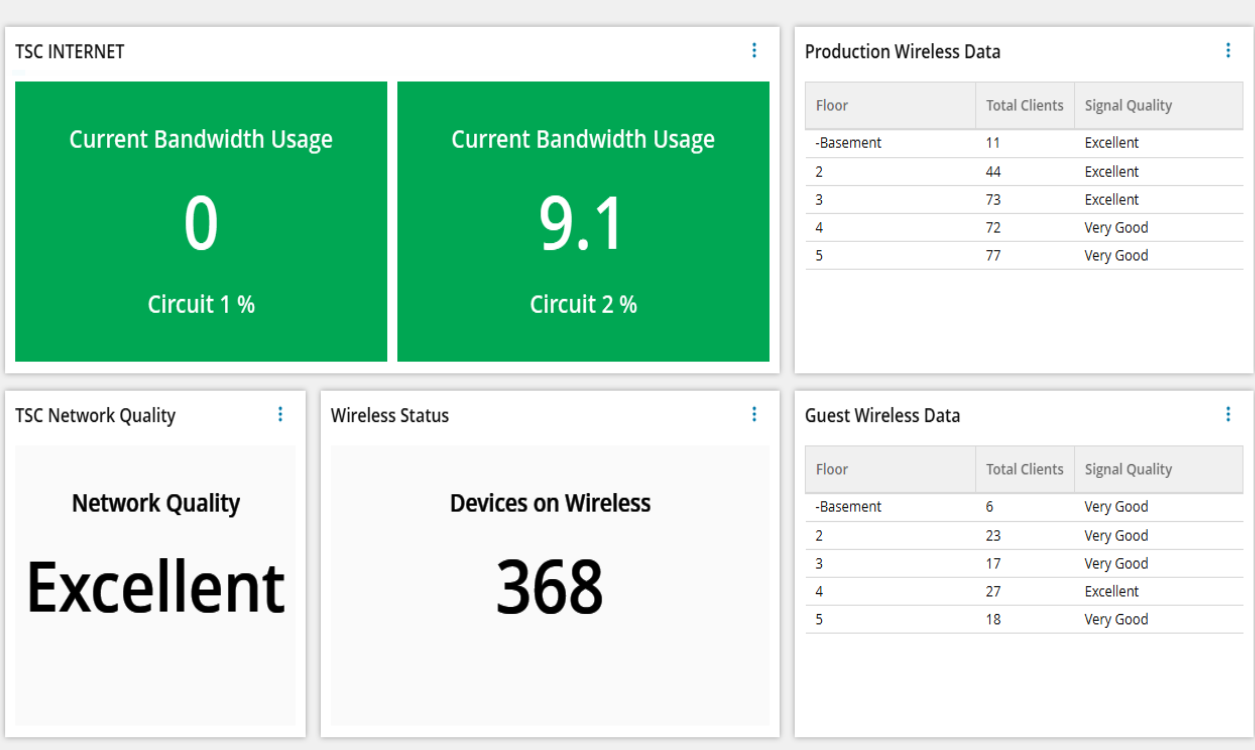 TSC INTERNET
Current Bandwidth Usage
0
Circuit 1 %
Current Bandwidth Usage
9.1
Circuit 2 %
Production Wireless Data
Floor Total Clients Signal Quality
-Basement 11 Excellent
2 44 Excellent
3 73 Excellent
4 72 Very Good
5 77 Very Good
TSC Network Quality
Network Quality
Excellent
Wireless Status
Devices on Wireless
368
Guest Wireless Data
Floor Total Clients Signal Quality
-Basement 6 Very Good
2 23 Very Good
3 17 Very Good
4 27 Excellent
5 18 Very Good